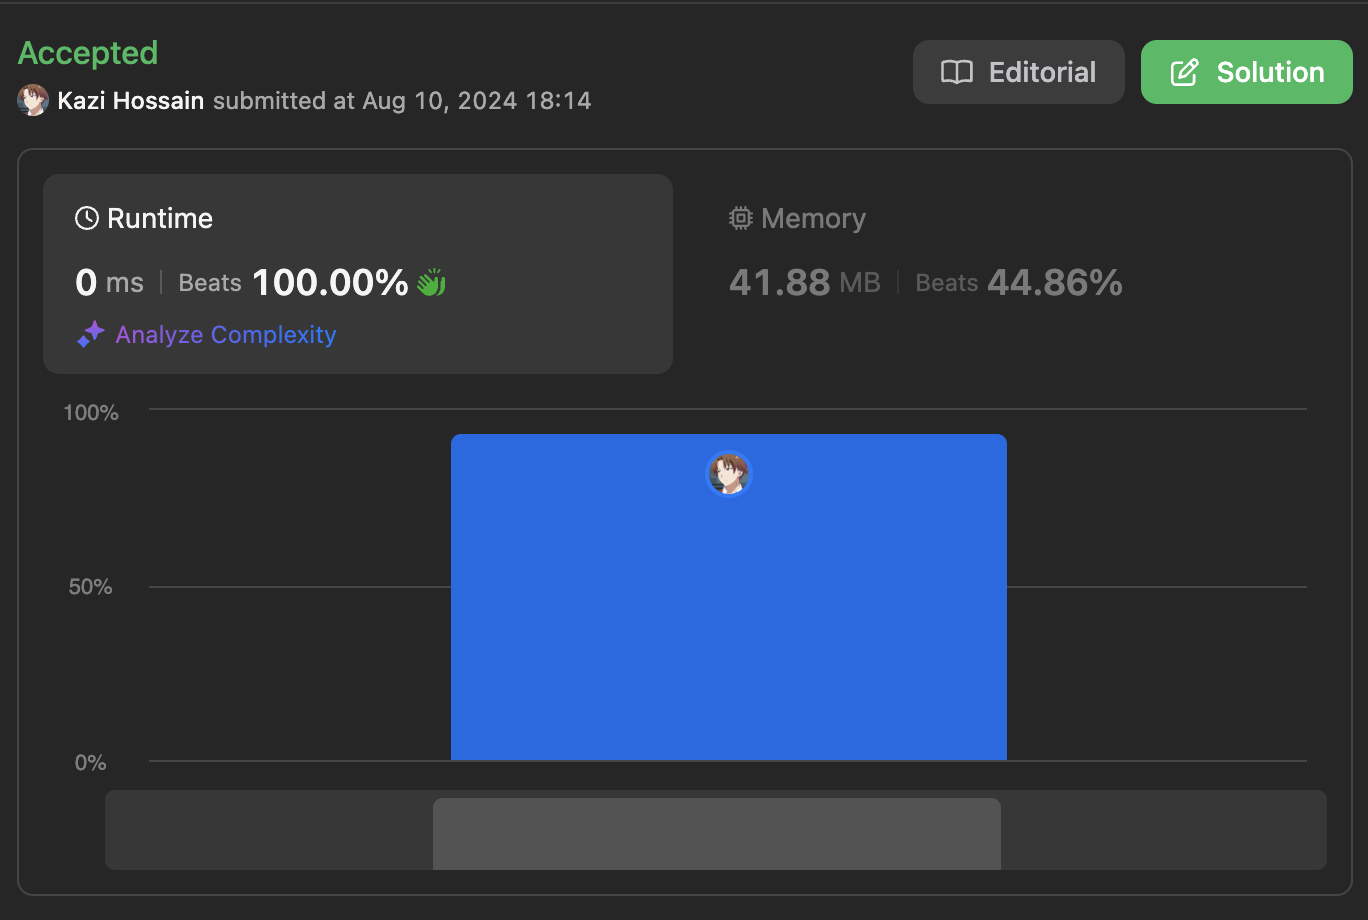 Accepted
Kazi Hossain submitted at Aug 10, 2024 18:14
Editorial
Solution
Runtime
0 ms | Beats 100.00%
Analyze Complexity
Memory
41.88 MB | Beats 44.86%
100%
50%
0%